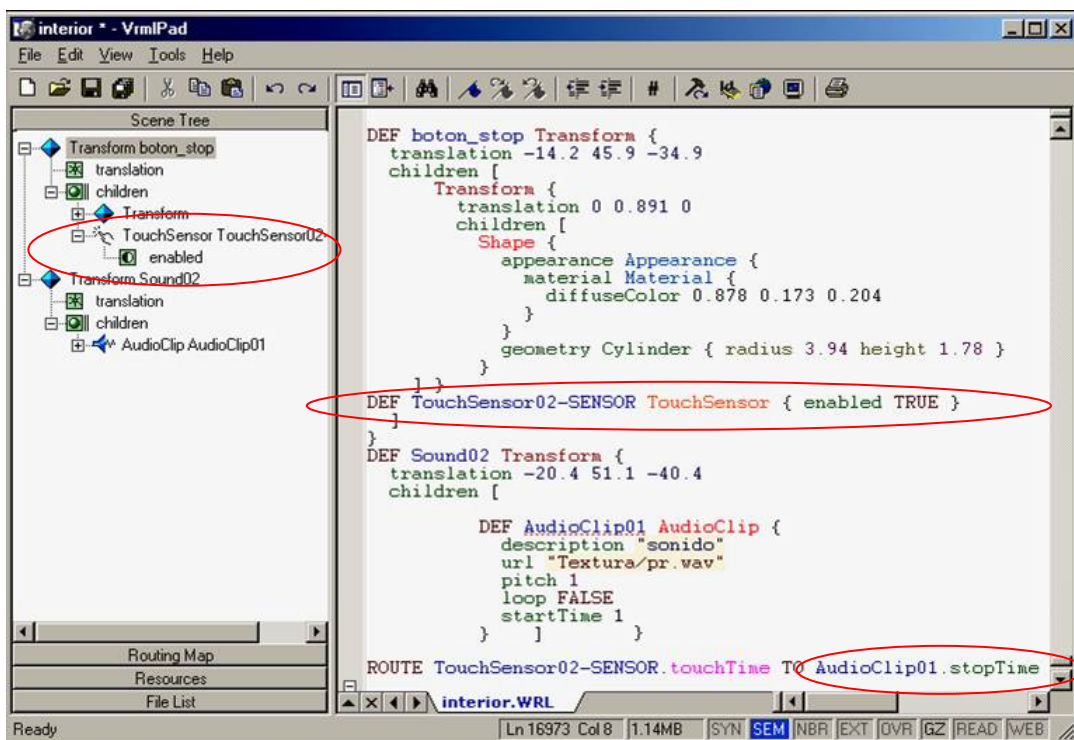 interior * - VrmlPad
File Edit View Tools Help
Scene Tree
Transform boton_stop
translation
children
Transform
TouchSensor TouchSensor02-
enabled
Transform Sound02
translation
children
AudioClip AudioClip01
Routing Map
Resources
File List
DEF boton_stop Transform {
translation -14.2 45.9 -34.9
children [
Transform {
translation 0 0.891 0
children [
Shape {
appearance Appearance {
material Material {
diffuseColor 0.878 0.173 0.204
}
}
geometry Cylinder { radius 3.94 height 1.78 }
}
] }
DEF TouchSensor02-SENSOR TouchSensor { enabled TRUE }
]
}
DEF Sound02 Transform {
translation -20.4 51.1 -40.4
children [
DEF AudioClip01 AudioClip {
description "sonido"
url "Textura/pr.wav"
pitch 1
loop FALSE
startTime 1
} ] }
ROUTE TouchSensor02-SENSOR.touchTime TO AudioClip01.stopTime
interior.WRL
Ready Ln 16973 Col 8 1.14MB SYN SEM NBR EXT OVR GZ READ WEB